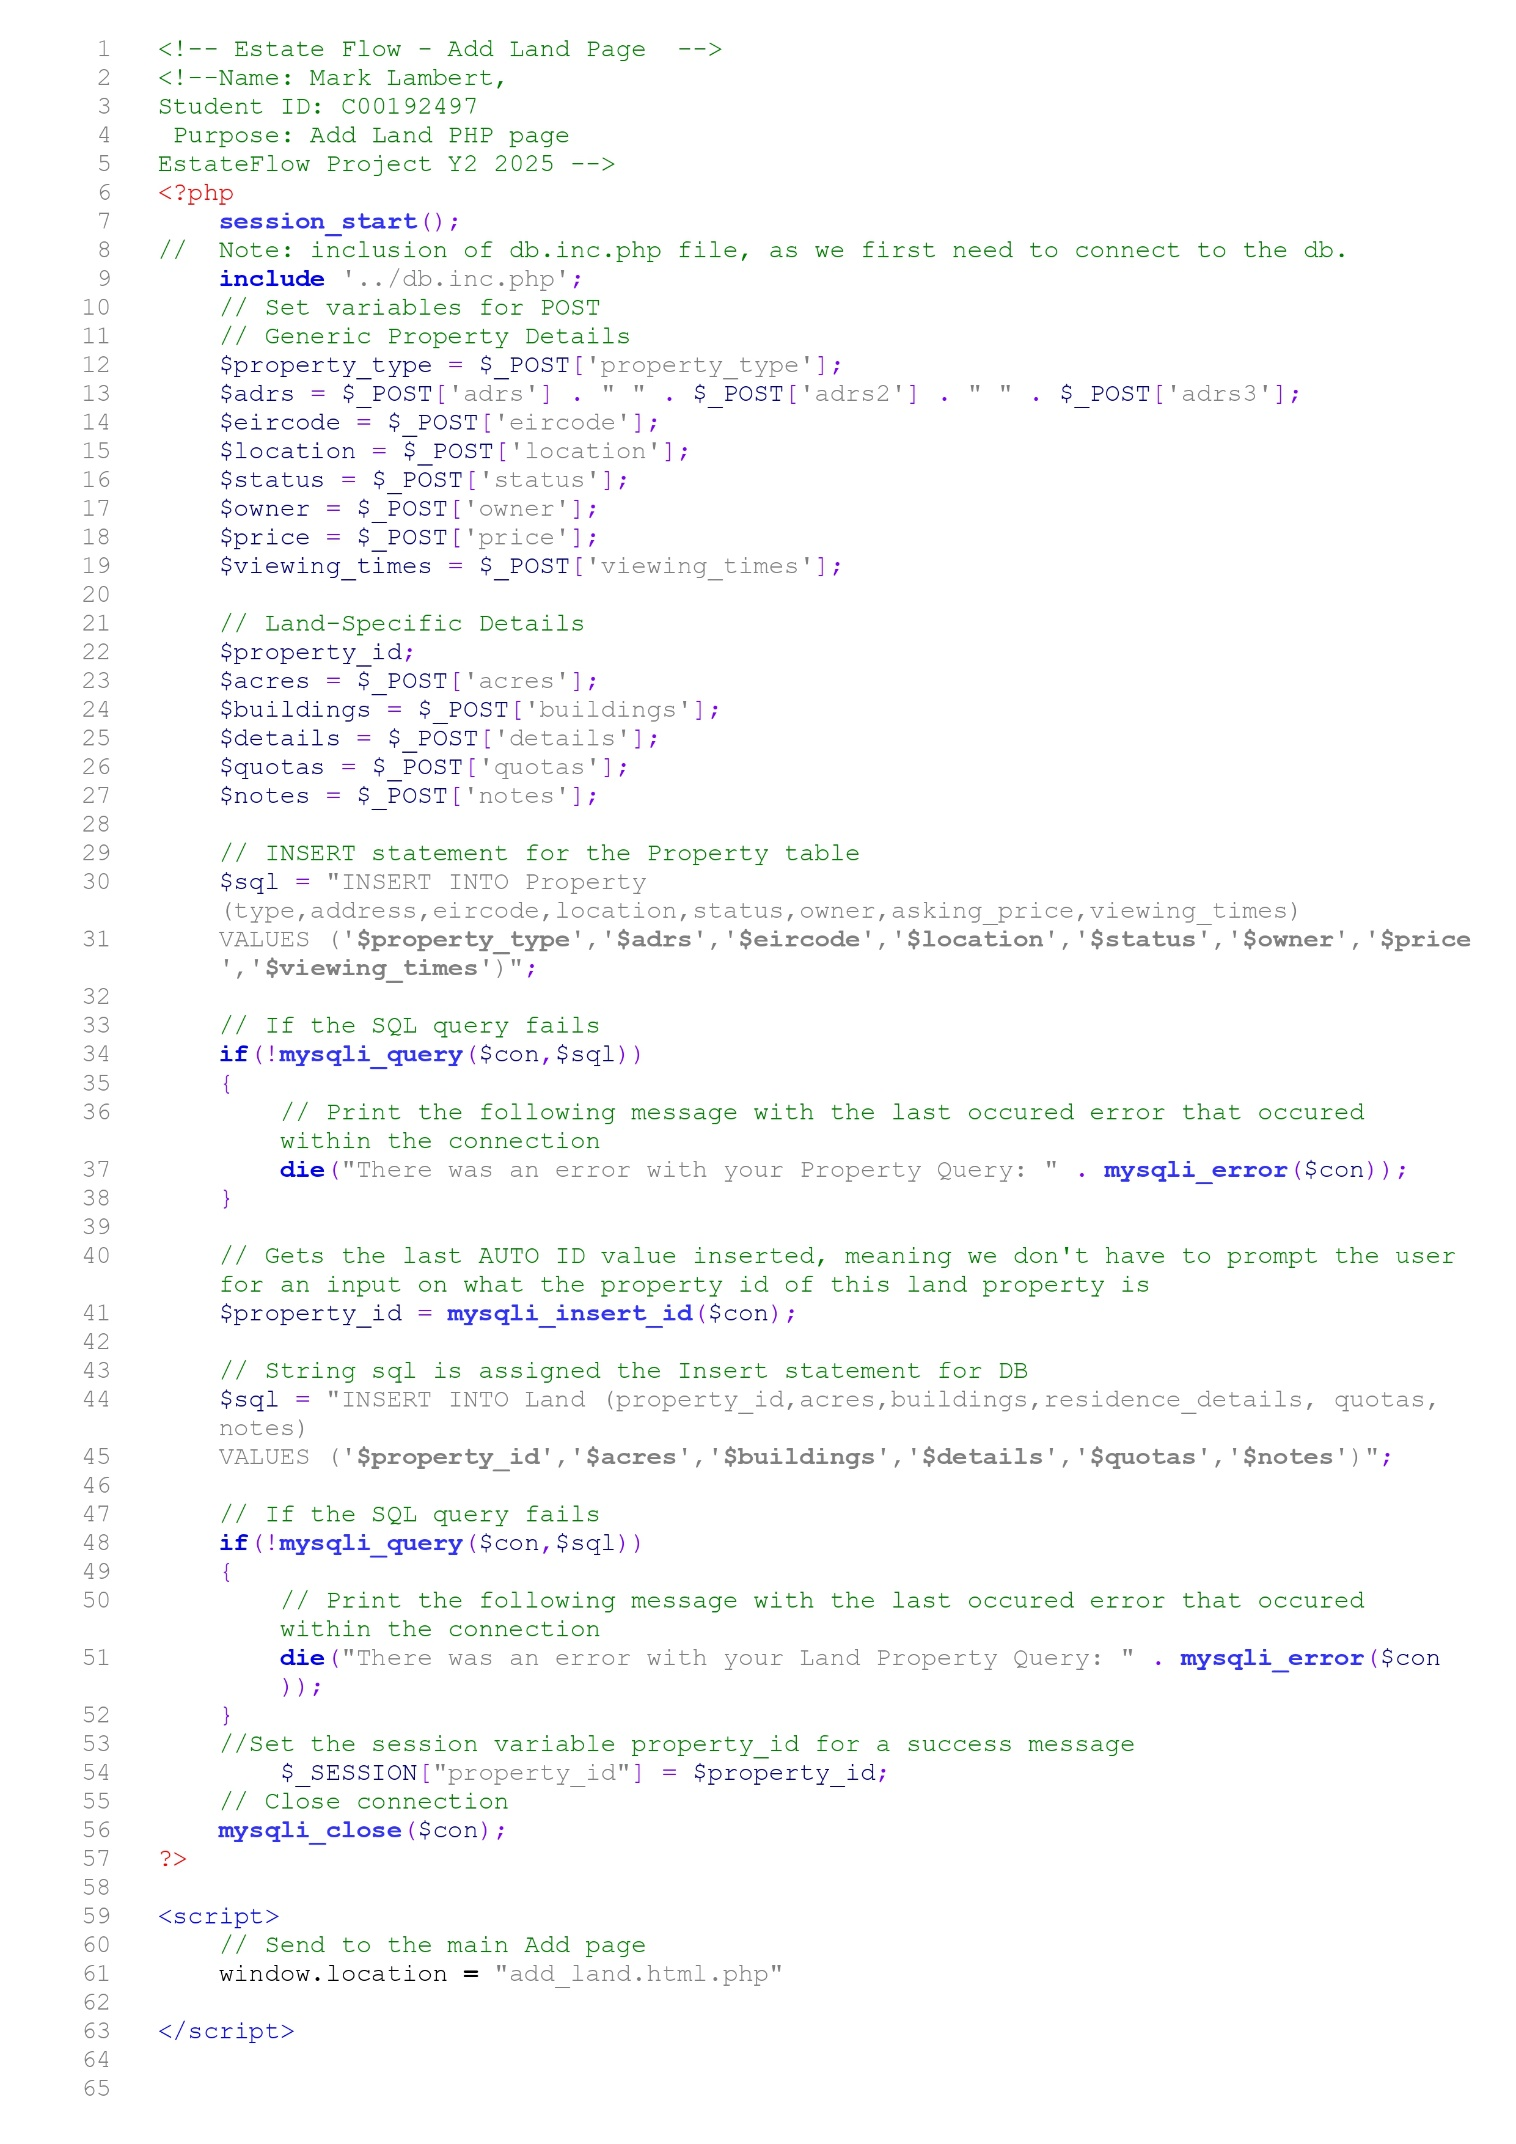 1 <!-- Estate Flow - Add Land Page  -->
2 <!--Name: Mark Lambert,
3 Student ID: C00192497
4  Purpose: Add Land PHP page
5 EstateFlow Project Y2 2025 -->
6 <?php
7     session_start();
8 //  Note: inclusion of db.inc.php file, as we first need to connect to the db.
9     include '../db.inc.php';
10     // Set variables for POST
11     // Generic Property Details
12     $property_type = $_POST['property_type'];
13     $adrs = $_POST['adrs'] . " " . $_POST['adrs2'] . " " . $_POST['adrs3'];
14     $eircode = $_POST['eircode'];
15     $location = $_POST['location'];
16     $status = $_POST['status'];
17     $owner = $_POST['owner'];
18     $price = $_POST['price'];
19     $viewing_times = $_POST['viewing_times'];
20
21     // Land-Specific Details
22     $property_id;
23     $acres = $_POST['acres'];
24     $buildings = $_POST['buildings'];
25     $details = $_POST['details'];
26     $quotas = $_POST['quotas'];
27     $notes = $_POST['notes'];
28
29     // INSERT statement for the Property table
30     $sql = "INSERT INTO Property
    (type,address,eircode,location,status,owner,asking_price,viewing_times)
31     VALUES ('$property_type','$adrs','$eircode','$location','$status','$owner','$price
    ','$viewing_times')";
32
33     // If the SQL query fails
34     if(!mysqli_query($con,$sql))
35     {
36         // Print the following message with the last occured error that occured
        within the connection
37         die("There was an error with your Property Query: " . mysqli_error($con));
38     }
39
40     // Gets the last AUTO ID value inserted, meaning we don't have to prompt the user
    for an input on what the property id of this land property is
41     $property_id = mysqli_insert_id($con);
42
43     // String sql is assigned the Insert statement for DB
44     $sql = "INSERT INTO Land (property_id,acres,buildings,residence_details, quotas,
    notes)
45     VALUES ('$property_id','$acres','$buildings','$details','$quotas','$notes')";
46
47     // If the SQL query fails
48     if(!mysqli_query($con,$sql))
49     {
50         // Print the following message with the last occured error that occured
        within the connection
51         die("There was an error with your Land Property Query: " . mysqli_error($con
        ));
52     }
53     //Set the session variable property_id for a success message
54         $_SESSION["property_id"] = $property_id;
55     // Close connection
56     mysqli_close($con);
57 ?>
58
59 <script>
60     // Send to the main Add page
61     window.location = "add_land.html.php"
62
63 </script>
64
65